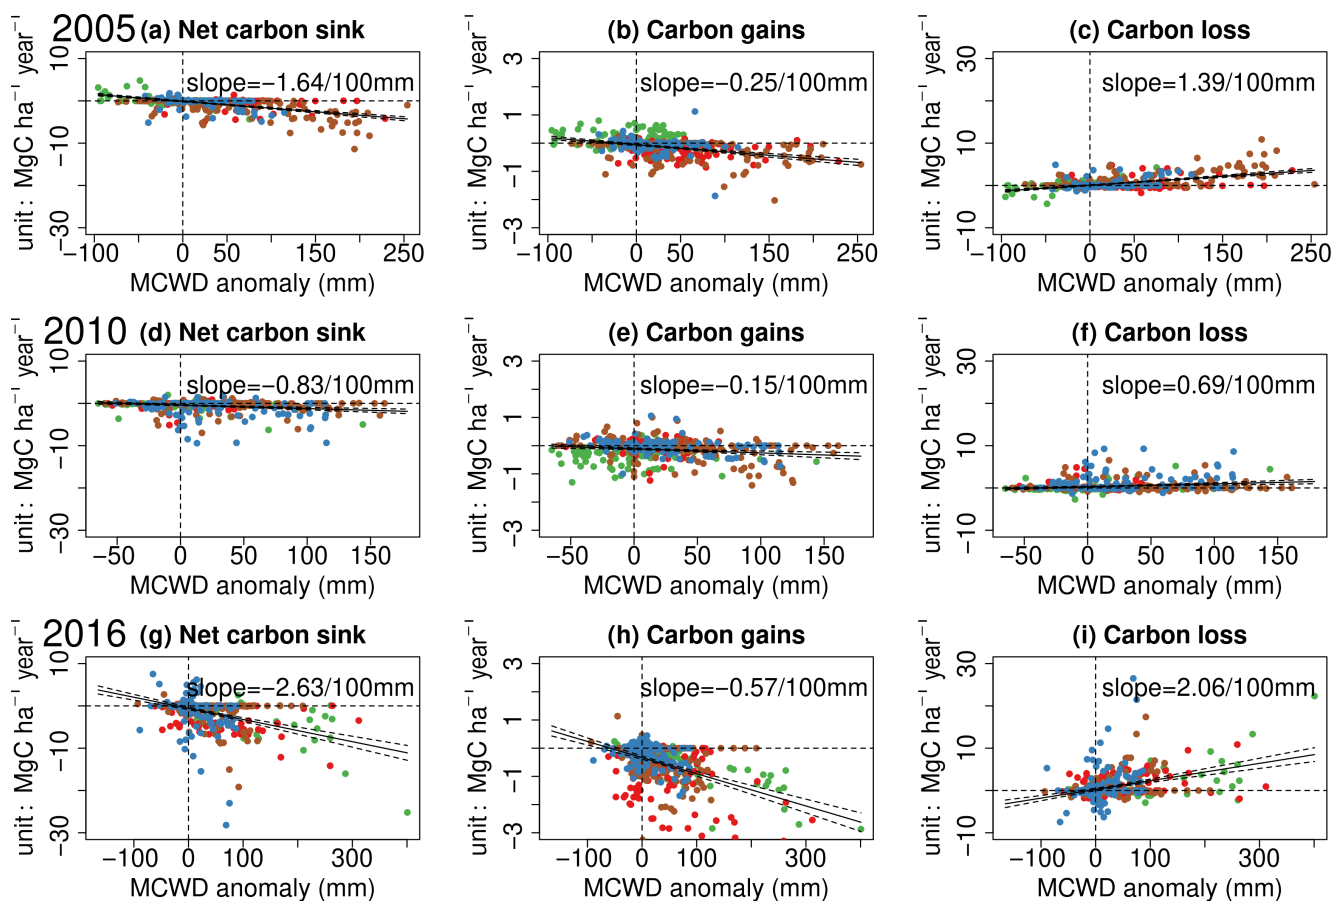 2005 (a) Net carbon sink
(b) Carbon gains
(c) Carbon loss
unit: MgC ha⁻¹ year⁻¹
10
−10
−30
slope=−1.64/100mm
−100 0 50 150 250
MCWD anomaly (mm)
unit: MgC ha⁻¹ year⁻¹
3
1
−1
−3
slope=−0.25/100mm
−100 0 50 150 250
MCWD anomaly (mm)
unit: MgC ha⁻¹ year⁻¹
30
10
−10
slope=1.39/100mm
−100 0 50 150 250
MCWD anomaly (mm)
2010 (d) Net carbon sink
(e) Carbon gains
(f) Carbon loss
unit: MgC ha⁻¹ year⁻¹
10
−10
−30
slope=−0.83/100mm
−50 0 50 100 150
MCWD anomaly (mm)
unit: MgC ha⁻¹ year⁻¹
3
1
−1
−3
slope=−0.15/100mm
−50 0 50 100 150
MCWD anomaly (mm)
unit: MgC ha⁻¹ year⁻¹
30
10
−10
slope=0.69/100mm
−50 0 50 100 150
MCWD anomaly (mm)
2016 (g) Net carbon sink
(h) Carbon gains
(i) Carbon loss
unit: MgC ha⁻¹ year⁻¹
10
−10
−30
slope=−2.63/100mm
−100 0 100 300
MCWD anomaly (mm)
unit: MgC ha⁻¹ year⁻¹
3
1
−1
−3
slope=−0.57/100mm
−100 0 100 300
MCWD anomaly (mm)
unit: MgC ha⁻¹ year⁻¹
30
10
−10
slope=2.06/100mm
−100 0 100 300
MCWD anomaly (mm)